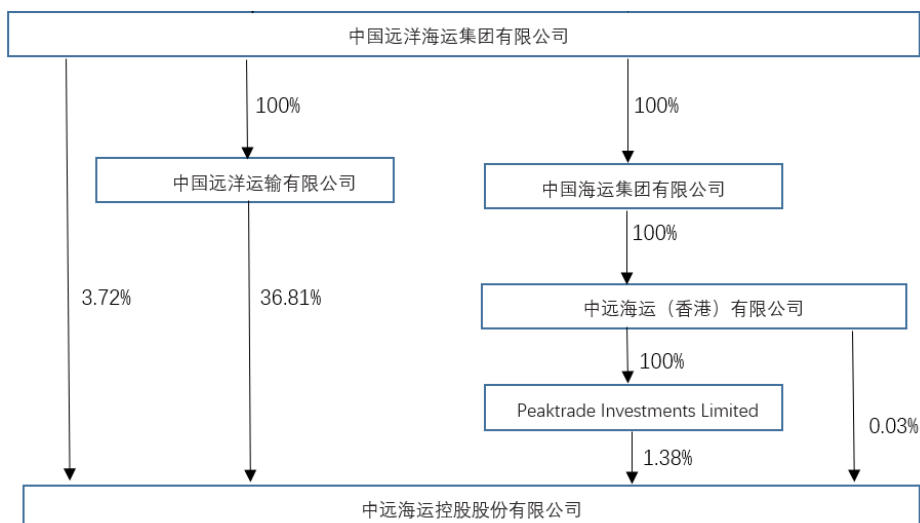 中国远洋海运集团有限公司
100%
100%
中国远洋运输有限公司
中国海运集团有限公司
100%
3.72%
36.81%
中远海运（香港）有限公司
100%
Peaktrade Investments Limited
0.03%
1.38%
中远海运控股股份有限公司